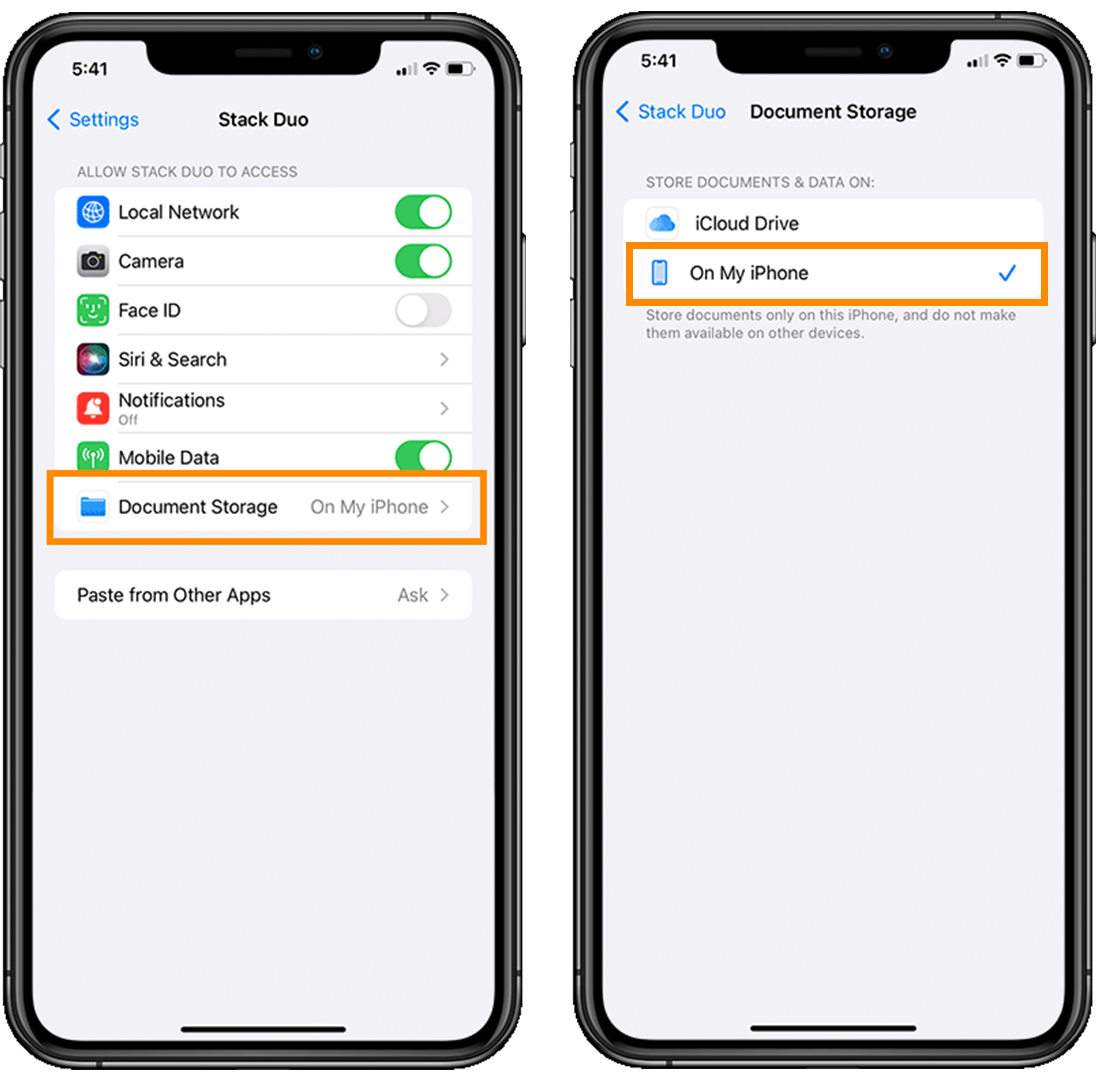 5:41
Settings
Stack Duo
ALLOW STACK DUO TO ACCESS
Local Network
Camera
Face ID
Siri & Search
Notifications
Off
Mobile Data
Document Storage On My iPhone
Paste from Other Apps Ask
5:41
Stack Duo Document Storage
STORE DOCUMENTS & DATA ON:
iCloud Drive
On My iPhone
Store documents only on this iPhone, and do not make
them available on other devices.